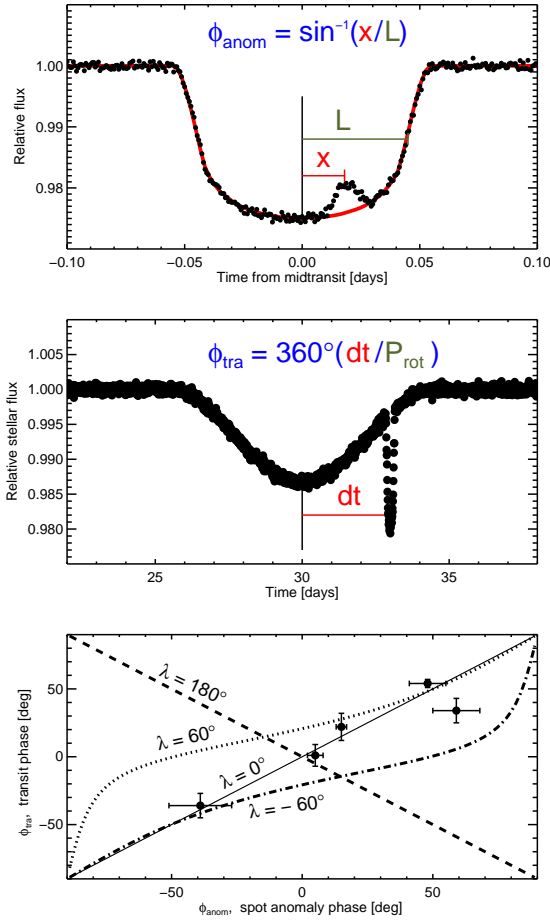 ϕanom = sin⁻¹(x/L)
Relative flux
1.00
0.99
0.98
L
x
-0.10 -0.05 0.00 0.05 0.10
Time from midtransit [days]
ϕtra = 360°(dt/Prot)
Relative stellar flux
1.005
1.000
0.995
0.990
0.985
0.980
dt
25 30 35
Time [days]
ϕtra, transit phase [deg]
50
0
−50
λ = 180°
λ = 60°
λ = 0°
λ = − 60°
−50 0 50
ϕanom, spot anomaly phase [deg]